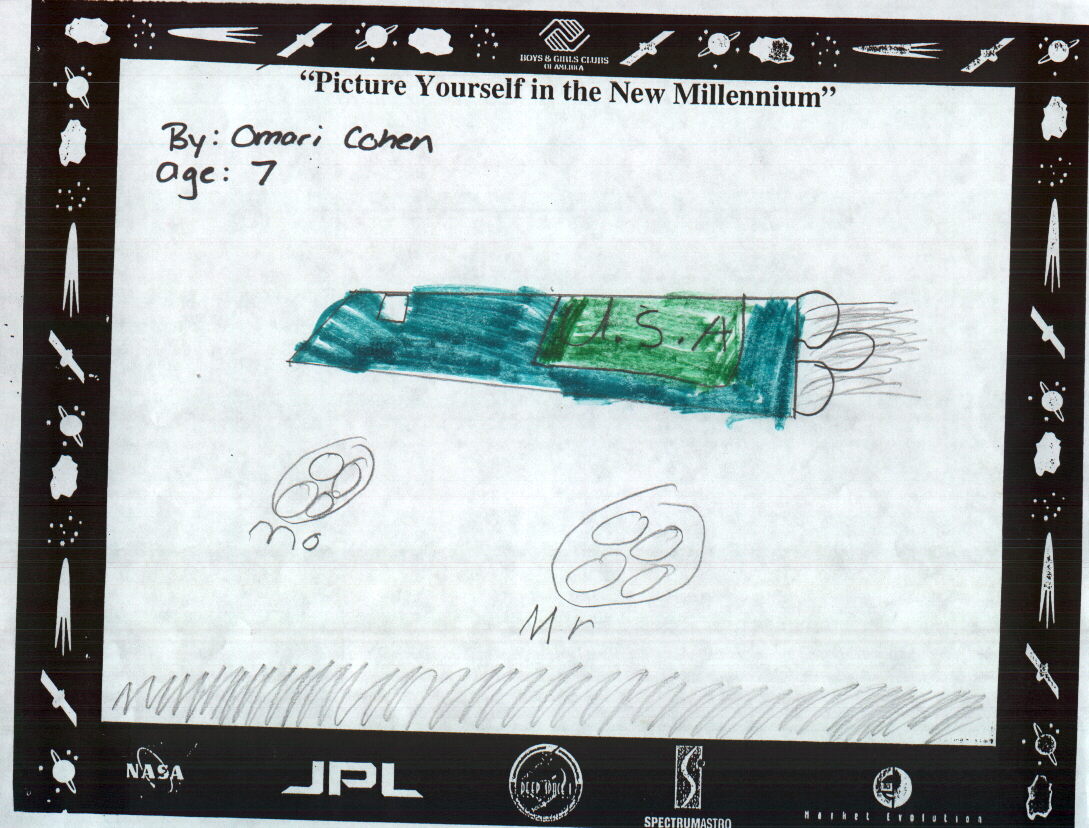 BOYS & GIRLS CLUBS
OF AMERICA
“Picture Yourself in the New Millennium”
By: Omari Cohen
age: 7
U.S.A
Mo
Mr
NASA
JPL
DEEP SPACE 1
SPECTRUMASTRO
Market Evolution